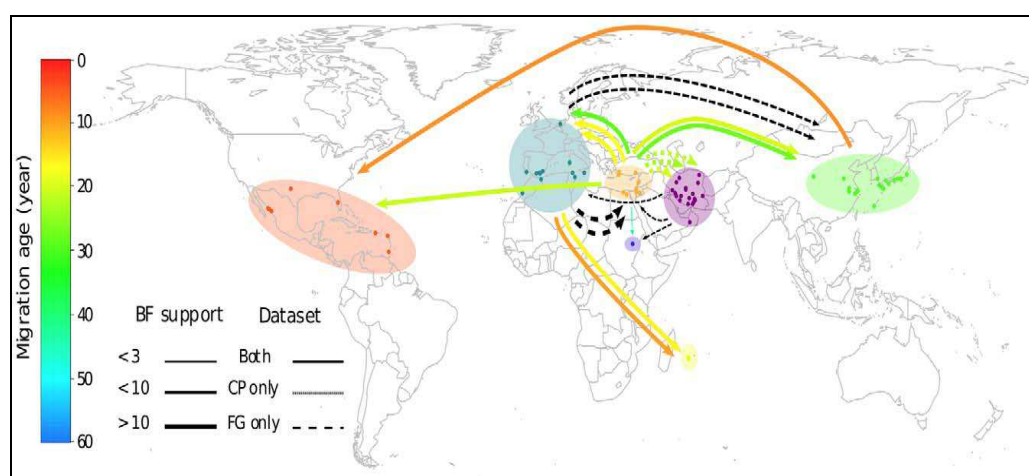 Migration age (year)
0
10
20
30
40
50
60
BF support Dataset
<3 Both
<10 CP only
>10 FG only